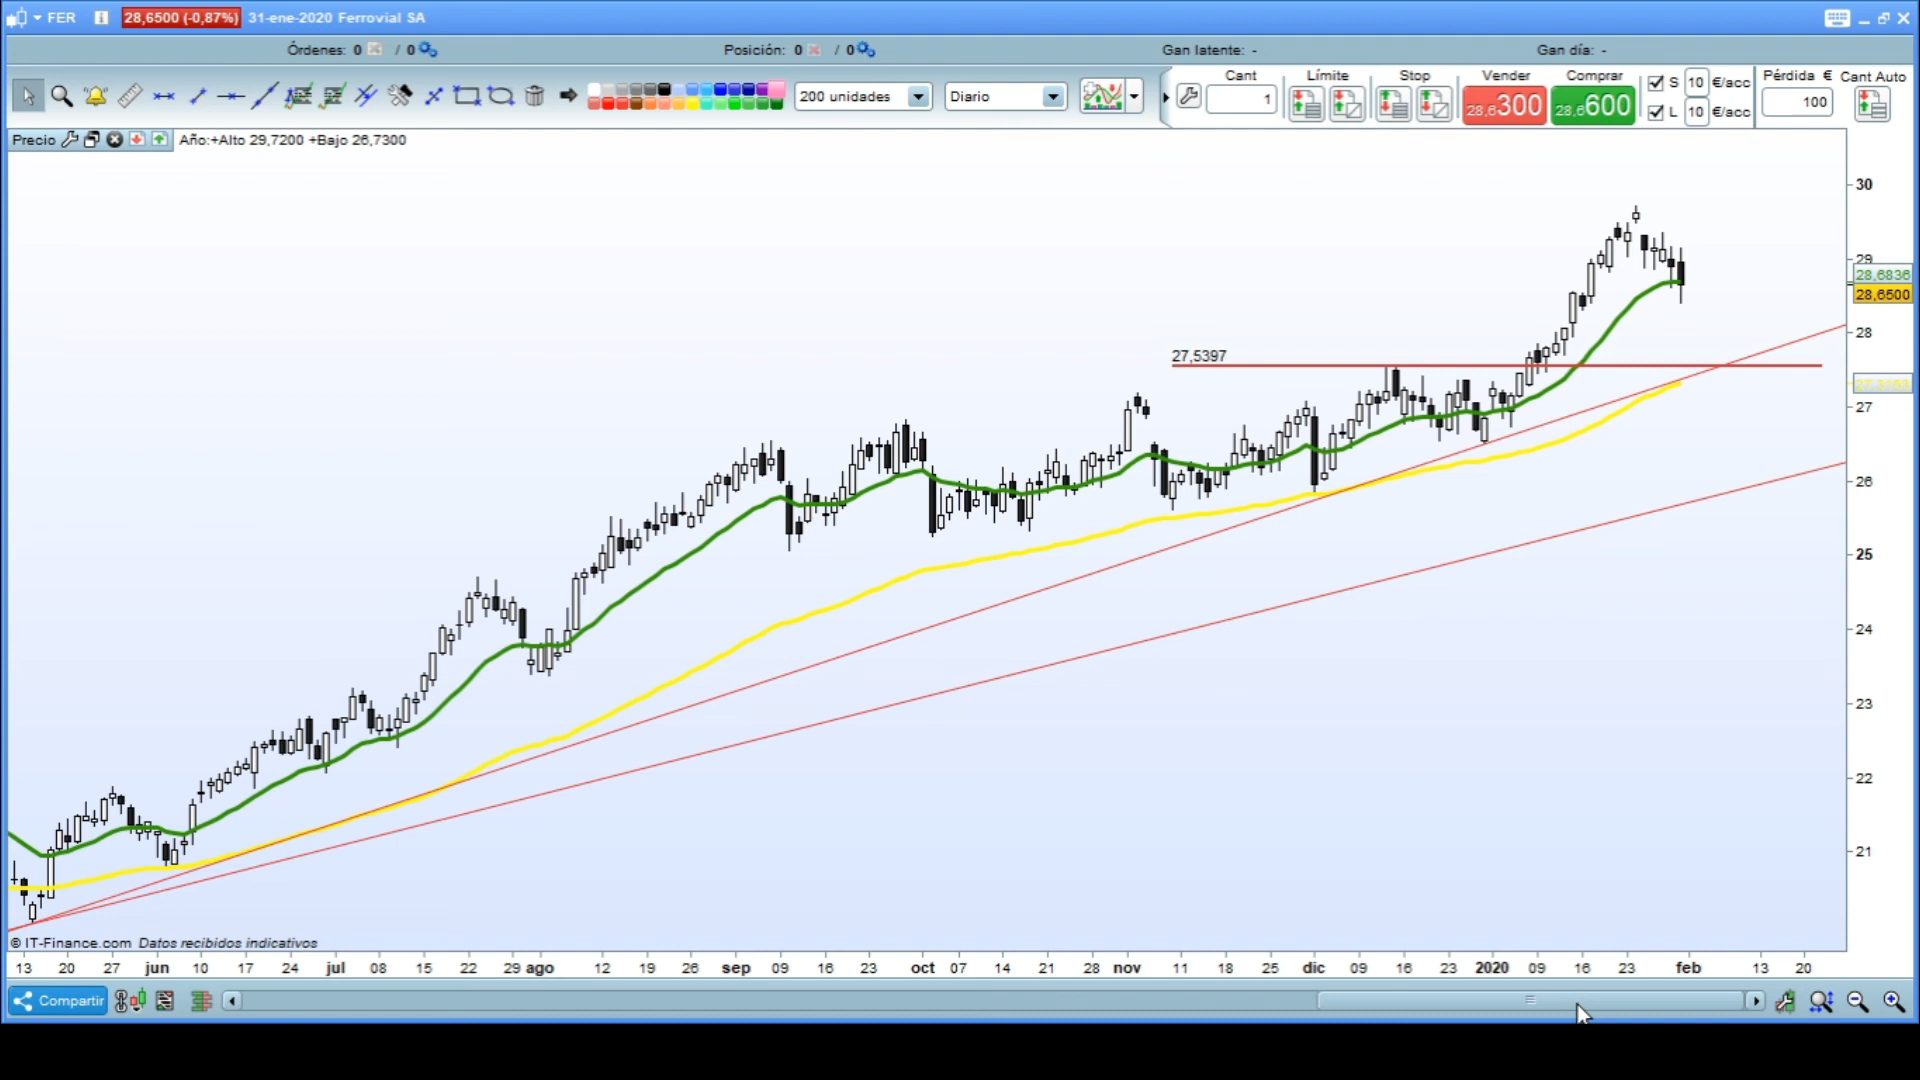 FER 28,6500 (-0,87%) 31-ene-2020 Ferrovial SA
Órdenes: 0 / 0 Posición: 0 / 0 Gan latente: - Gan día: -
Cant Límite Stop Vender Comprar S 10 €/acc Pérdida € Cant Auto
200 unidades Diario 1 28,6300 28,6600 L 10 €/acc 100
Precio Año:+Alto 29,7200 +Bajo 26,7300
30
29
28,6836
28,6500
28
27,5397
27
26
25
24
23
22
21
© IT-Finance.com Datos recibidos indicativos
13 20 27 jun 10 17 24 jul 08 15 22 29 ago 12 19 26 sep 09 16 23 oct 07 14 21 28 nov 11 18 25 dic 09 16 23 2020 09 16 23 feb 13 20
Compartir